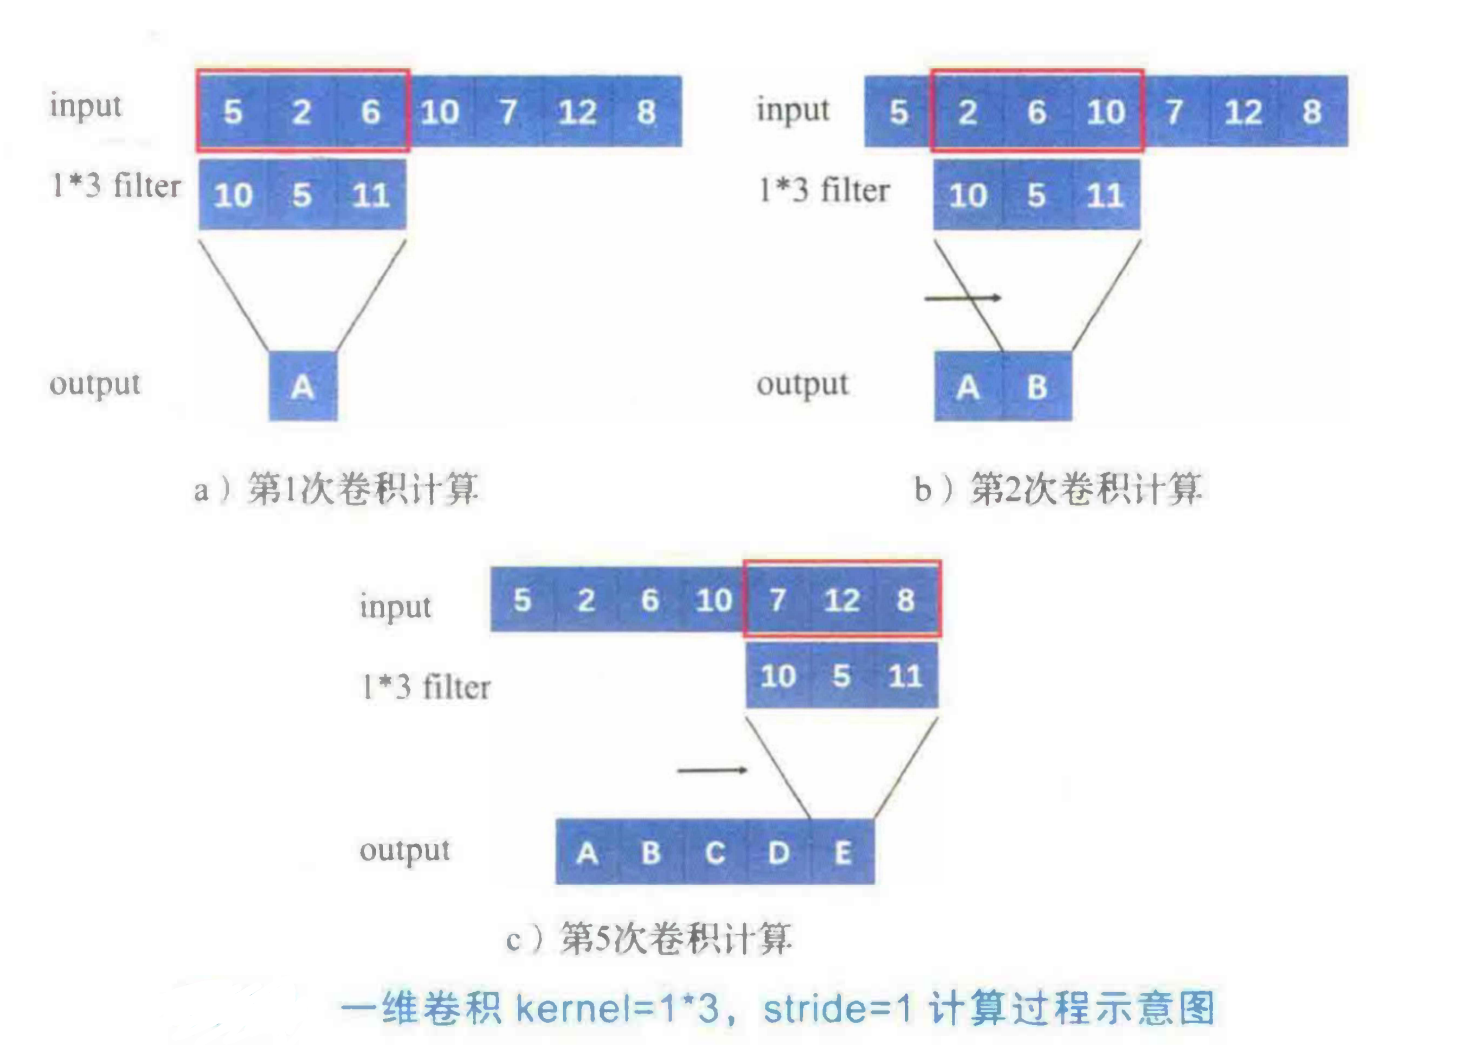 input 5 2 6 10 7 12 8
1*3 filter 10 5 11
output A
a）第1次卷积计算
input 5 2 6 10 7 12 8
1*3 filter 10 5 11
output A B
b）第2次卷积计算
input 5 2 6 10 7 12 8
1*3 filter 10 5 11
output A B C D E
c）第5次卷积计算
一维卷积 kernel=1*3，stride=1 计算过程示意图